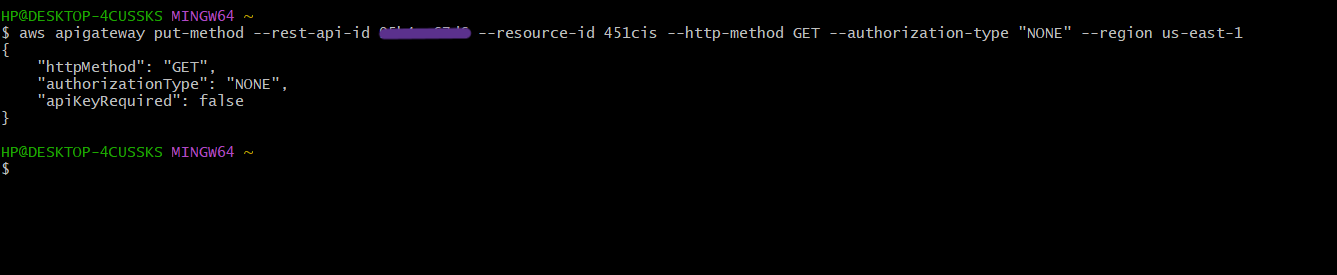 HP@DESKTOP-4CUSSKS MINGW64 ~
$ aws apigateway put-method --rest-api-id --resource-id 451cis --http-method GET --authorization-type "NONE" --region us-east-1
{
    "httpMethod": "GET",
    "authorizationType": "NONE",
    "apiKeyRequired": false
}
HP@DESKTOP-4CUSSKS MINGW64 ~
$